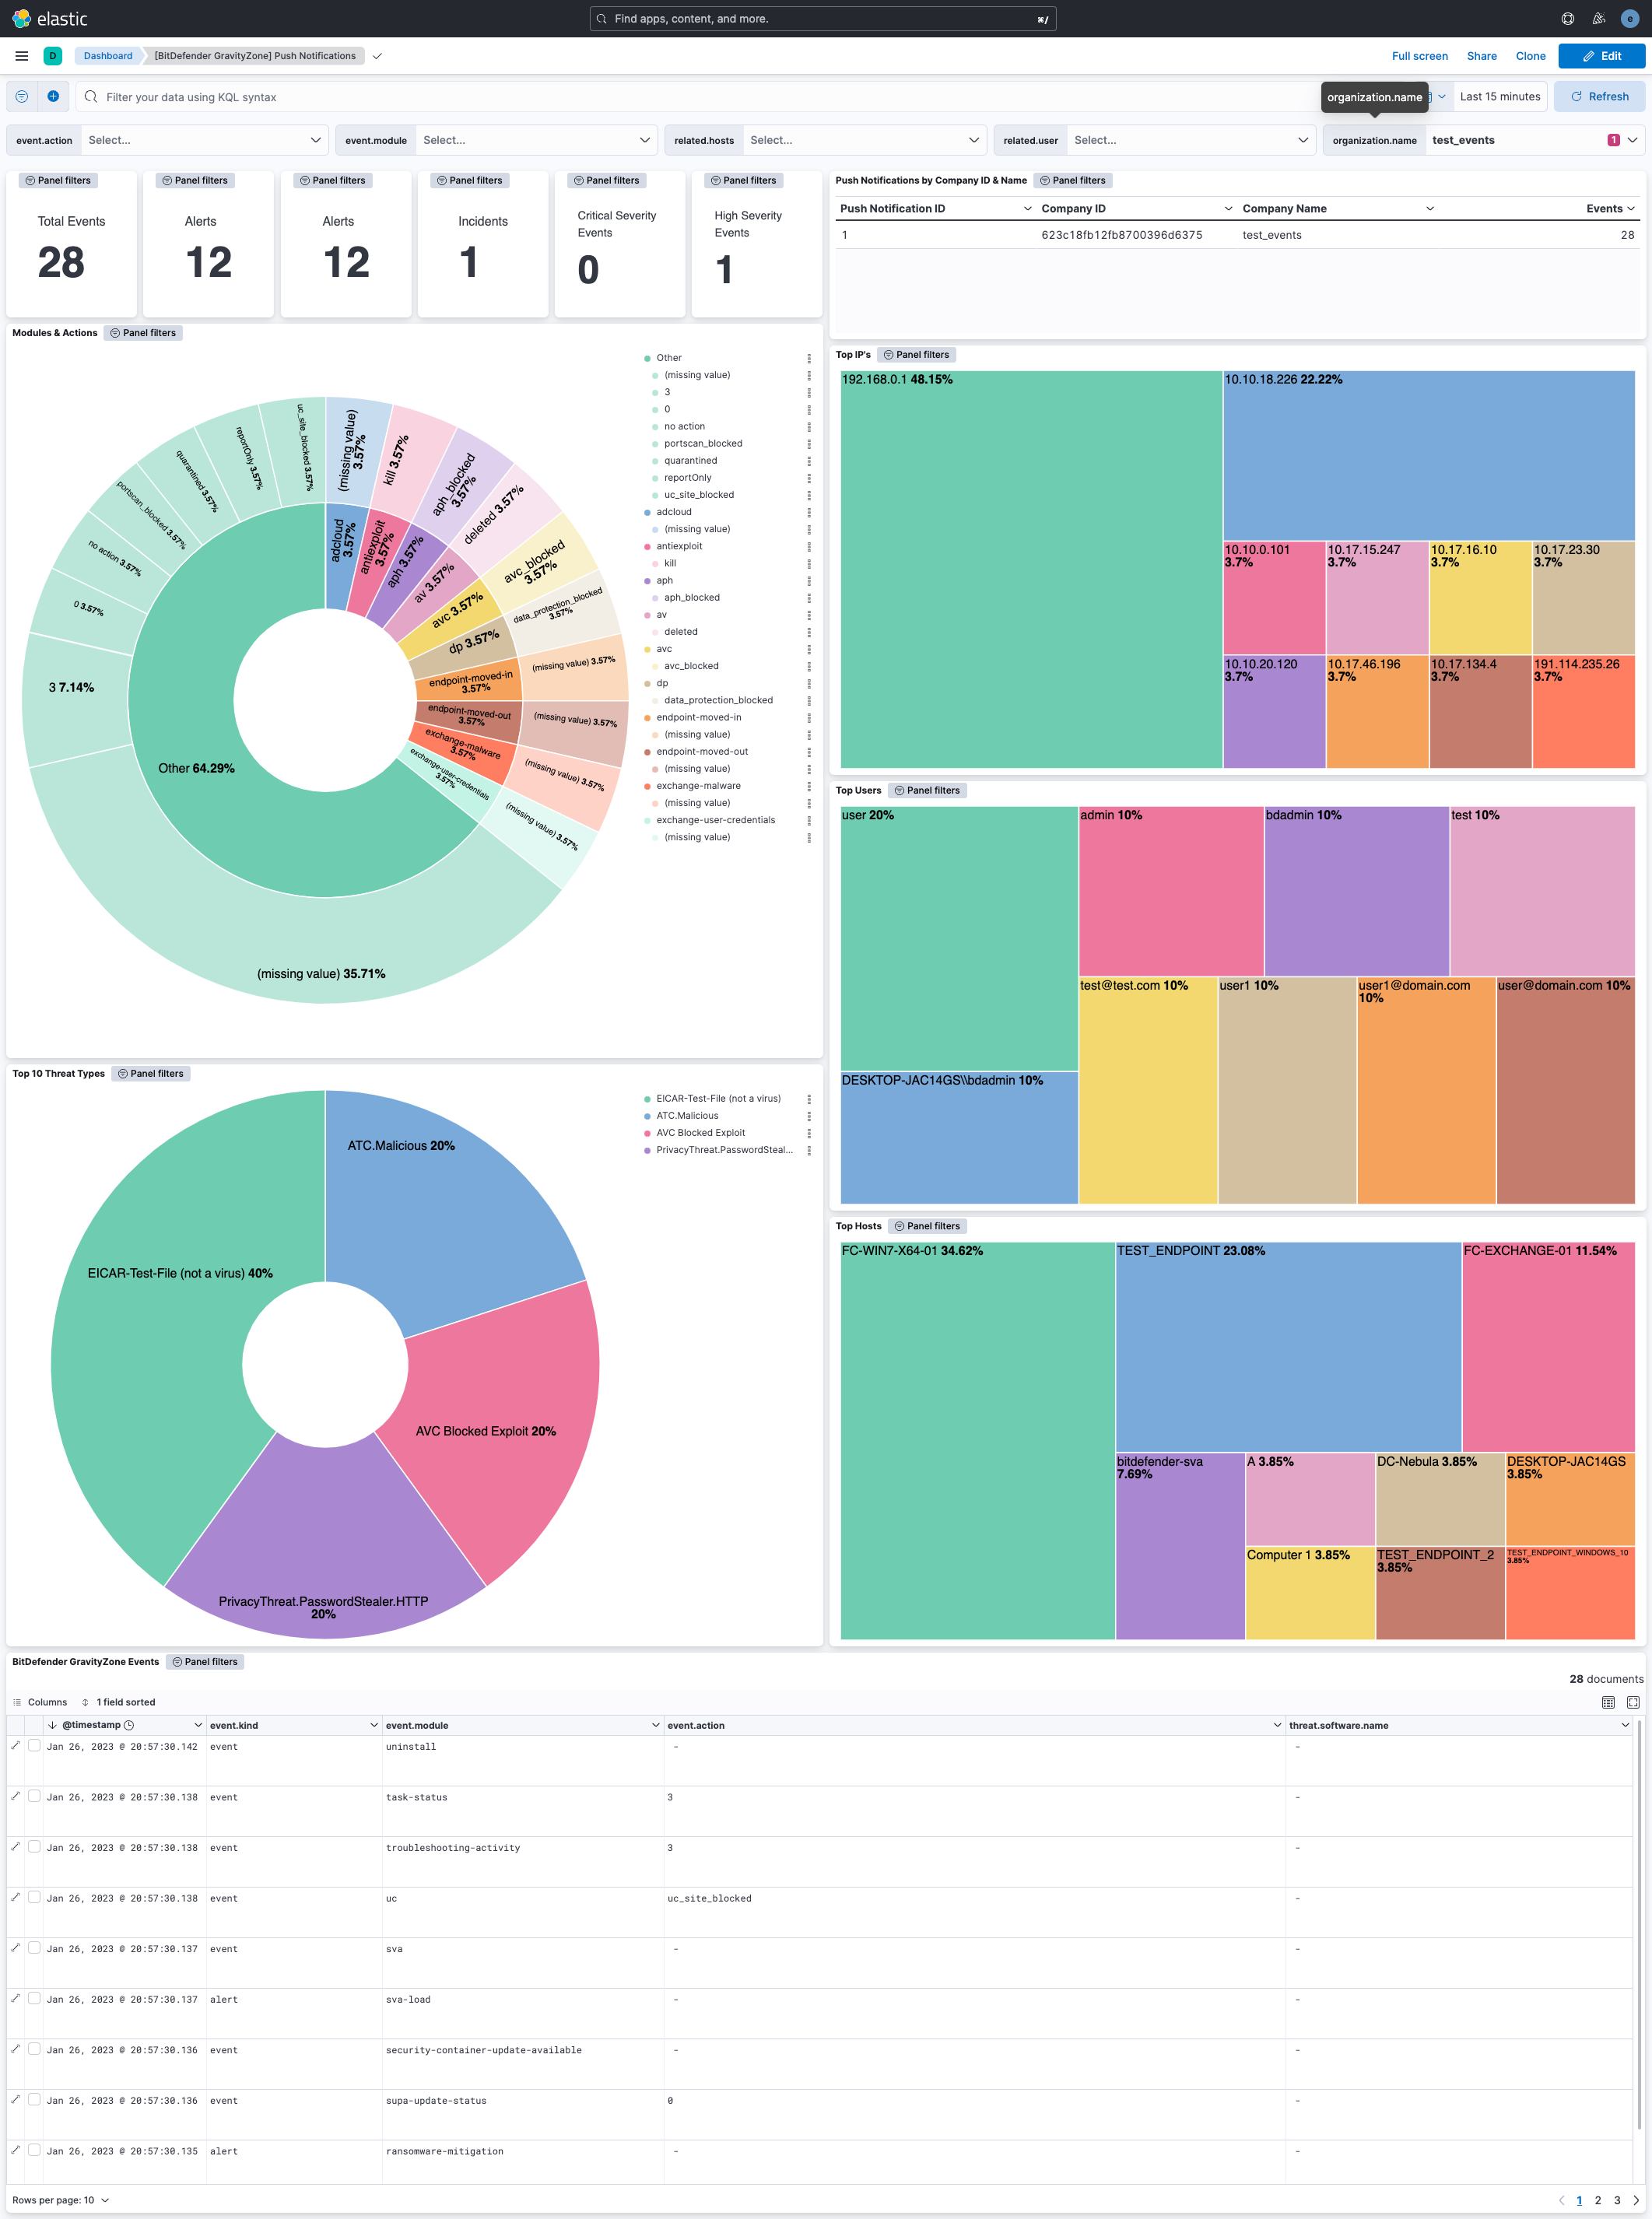 elastic
Find apps, content, and more.
⌘/
e
D
Dashboard
[BitDefender GravityZone] Push Notifications
Full screen
Share
Clone
Edit
Filter your data using KQL syntax
organization.name
Last 15 minutes
Refresh
event.action Select...
event.module Select...
related.hosts Select...
related.user Select...
organization.name test_events 1
Panel filters
Total Events
28
Panel filters
Alerts
12
Panel filters
Alerts
12
Panel filters
Incidents
1
Panel filters
Critical Severity
Events
0
Panel filters
High Severity
Events
1
Push Notifications by Company ID & Name Panel filters
Push Notification ID Company ID Company Name Events
1 623c18fb12fb8700396d6375 test_events 28
Modules & Actions Panel filters
(missing value) 3.57%
kill 3.57%
aph_blocked 3.57%
deleted 3.57%
avc_blocked 3.57%
data_protection_blocked 3.57%
(missing value) 3.57%
(missing value) 3.57%
(missing value) 3.57%
(missing value) 3.57%
(missing value) 35.71%
3 7.14%
0 3.57%
no action 3.57%
portscan_blocked 3.57%
quarantined 3.57%
reportOnly 3.57%
uc_site_blocked 3.57%
adcloud 3.57%
antiexploit 3.57%
aph 3.57%
av 3.57%
avc 3.57%
dp 3.57%
endpoint-moved-in 3.57%
endpoint-moved-out 3.57%
exchange-malware 3.57%
exchange-user-credentials 3.57%
Other 64.29%
Other
(missing value)
3
0
no action
portscan_blocked
quarantined
reportOnly
uc_site_blocked
adcloud
(missing value)
antiexploit
kill
aph
aph_blocked
av
deleted
avc
avc_blocked
dp
data_protection_blocked
endpoint-moved-in
(missing value)
endpoint-moved-out
(missing value)
exchange-malware
(missing value)
exchange-user-credentials
(missing value)
Top IP's Panel filters
192.168.0.1 48.15%
10.10.18.226 22.22%
10.10.0.101 3.7%
10.17.15.247 3.7%
10.17.16.10 3.7%
10.17.23.30 3.7%
10.10.20.120 3.7%
10.17.46.196 3.7%
10.17.134.4 3.7%
191.114.235.26 3.7%
Top Users Panel filters
user 20%
admin 10%
bdadmin 10%
test 10%
test@test.com 10%
user1 10%
user1@domain.com 10%
user@domain.com 10%
DESKTOP-JAC14GS\\bdadmin 10%
Top 10 Threat Types Panel filters
ATC.Malicious 20%
EICAR-Test-File (not a virus) 40%
AVC Blocked Exploit 20%
PrivacyThreat.PasswordStealer.HTTP
20%
EICAR-Test-File (not a virus)
ATC.Malicious
AVC Blocked Exploit
PrivacyThreat.PasswordSteal...
Top Hosts Panel filters
FC-WIN7-X64-01 34.62%
TEST_ENDPOINT 23.08%
FC-EXCHANGE-01 11.54%
bitdefender-sva 7.69%
A 3.85%
DC-Nebula 3.85%
DESKTOP-JAC14GS 3.85%
Computer 1 3.85%
TEST_ENDPOINT_2 3.85%
TEST_ENDPOINT_WINDOWS_10 3.85%
BitDefender GravityZone Events Panel filters
28 documents
Columns 1 field sorted
@timestamp event.kind event.module event.action threat.software.name
Jan 26, 2023 @ 20:57:30.142 event uninstall - -
Jan 26, 2023 @ 20:57:30.138 event task-status 3 -
Jan 26, 2023 @ 20:57:30.138 event troubleshooting-activity 3 -
Jan 26, 2023 @ 20:57:30.138 event uc uc_site_blocked -
Jan 26, 2023 @ 20:57:30.137 event sva - -
Jan 26, 2023 @ 20:57:30.137 alert sva-load - -
Jan 26, 2023 @ 20:57:30.136 event security-container-update-available - -
Jan 26, 2023 @ 20:57:30.136 event supa-update-status 0 -
Jan 26, 2023 @ 20:57:30.135 alert ransomware-mitigation - -
Rows per page: 10
1 2 3